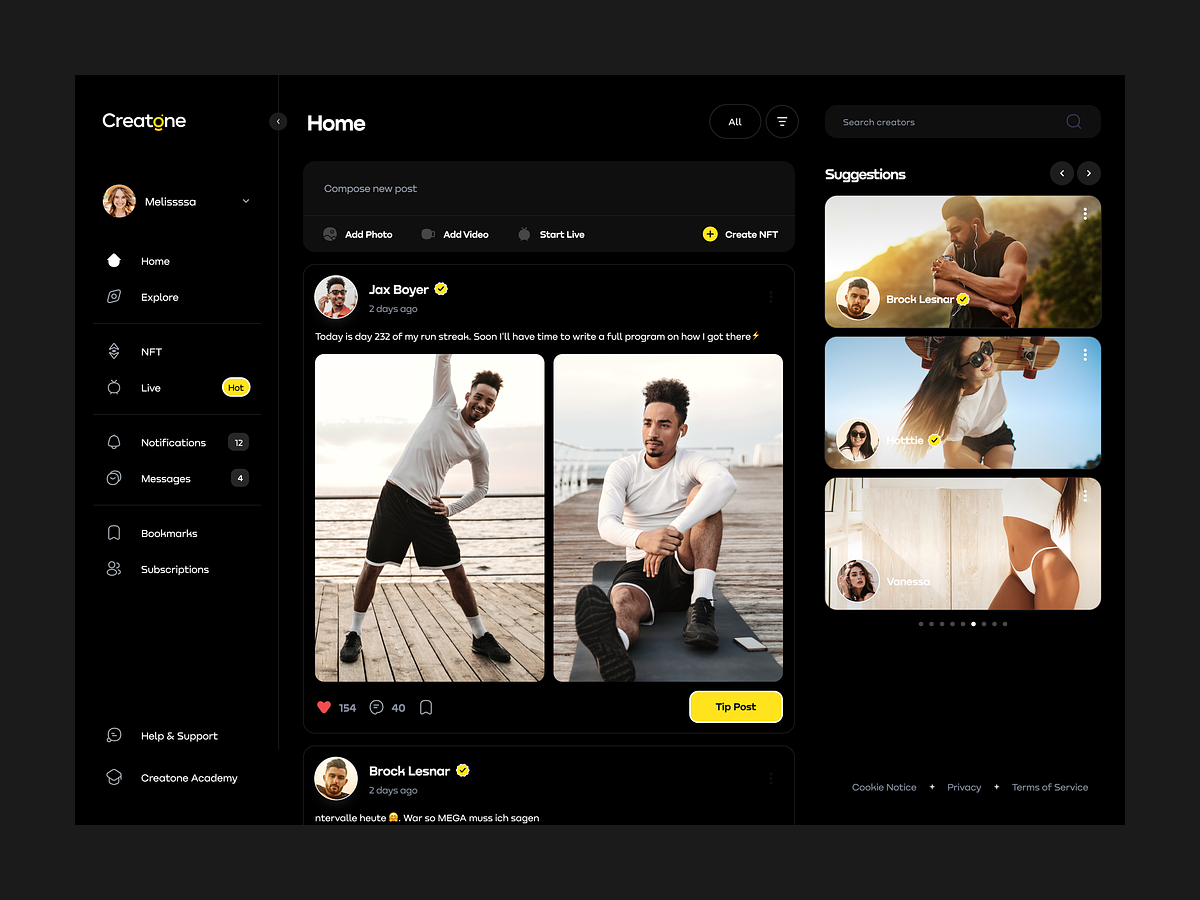 Creatone
Melissssa
Home
Explore
NFT
Live
Hot
Notifications
12
Messages
4
Bookmarks
Subscriptions
Help & Support
Creatone Academy
Home
All
Compose new post
Add Photo
Add Video
Start Live
Create NFT
Jax Boyer
2 days ago
Today is day 232 of my run streak. Soon I'll have time to write a full program on how I got there⚡
154
40
Tip Post
Brock Lesnar
2 days ago
ntervalle heute 🤗. War so MEGA muss ich sagen
Search creators
Suggestions
Brock Lesnar
Hotttie
Vanessa
Cookie Notice
Privacy
Terms of Service